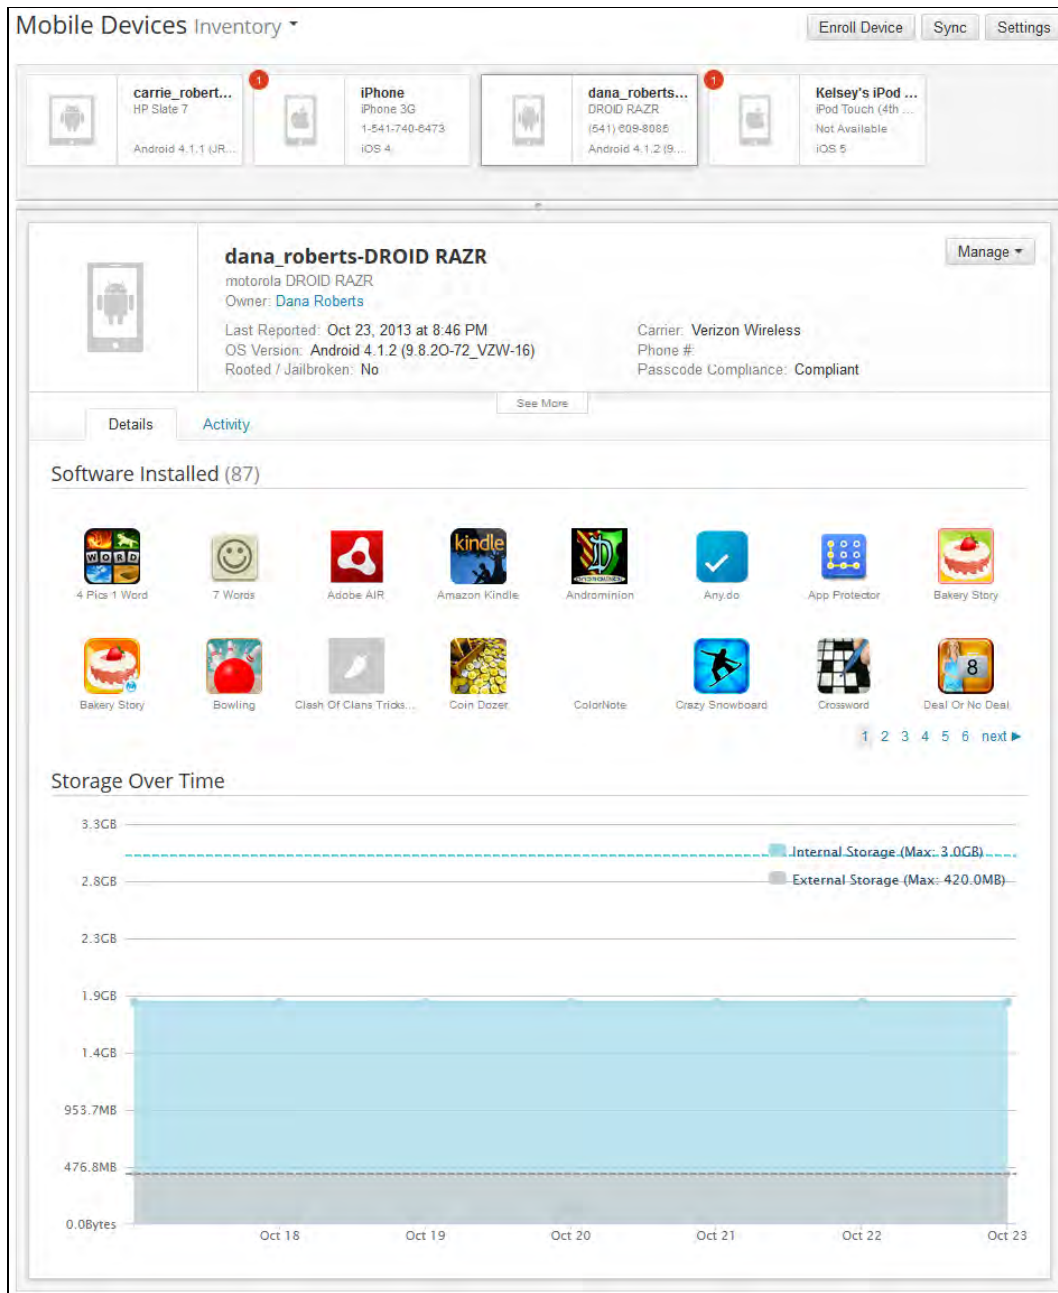 Mobile Devices Inventory
Enroll Device
Sync
Settings
carrie_robert...
HP Slate 7
Android 4.1.1 (JR...
1
iPhone
iPhone 3G
1-541-740-6473
iOS 4
dana_roberts...
DROID RAZR
(541) 609-8085
Android 4.1.2 (9....
1
Kelsey's iPod ...
iPod Touch (4th ...
Not Available
iOS 5
dana_roberts-DROID RAZR
Manage
motorola DROID RAZR
Owner: Dana Roberts
Last Reported: Oct 23, 2013 at 8:46 PM
Carrier: Verizon Wireless
OS Version: Android 4.1.2 (9.8.2O-72_VZW-16)
Phone #:
Rooted / Jailbroken: No
Passcode Compliance: Compliant
See More
Details
Activity
Software Installed (87)
WORD
kindle
D
8
4 Pics 1 Word
7 Words
Adobe AIR
Amazon Kindle
Androminion
Any.do
App Protector
Bakery Story
Bakery Story
Bowling
Clash Of Clans Tricks...
Coin Dozer
ColorNote
Crazy Snowboard
Crossword
Deal Or No Deal
1 2 3 4 5 6 next
Storage Over Time
3.3GB
Internal Storage (Max: 3.0GB)
2.8GB
External Storage (Max: 420.0MB)
2.3GB
1.9GB
1.4GB
953.7MB
476.8MB
0.0Bytes
Oct 18
Oct 19
Oct 20
Oct 21
Oct 22
Oct 23